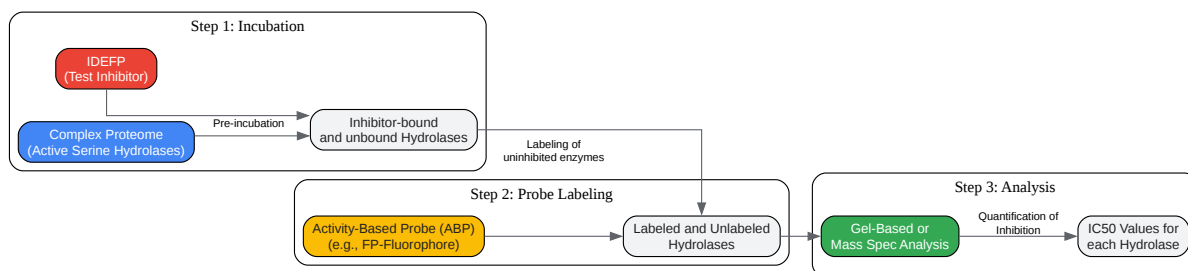 Step 1: Incubation
IDEFP
(Test Inhibitor)
Complex Proteome
(Active Serine Hydrolases)
Pre-incubation
Inhibitor-bound
and unbound Hydrolases
Labeling of
uninhibited enzymes
Step 2: Probe Labeling
Activity-Based Probe (ABP)
(e.g., FP-Fluorophore)
Labeled and Unlabeled
Hydrolases
Step 3: Analysis
Gel-Based or
Mass Spec Analysis
Quantification of
Inhibition
IC50 Values for
each Hydrolase